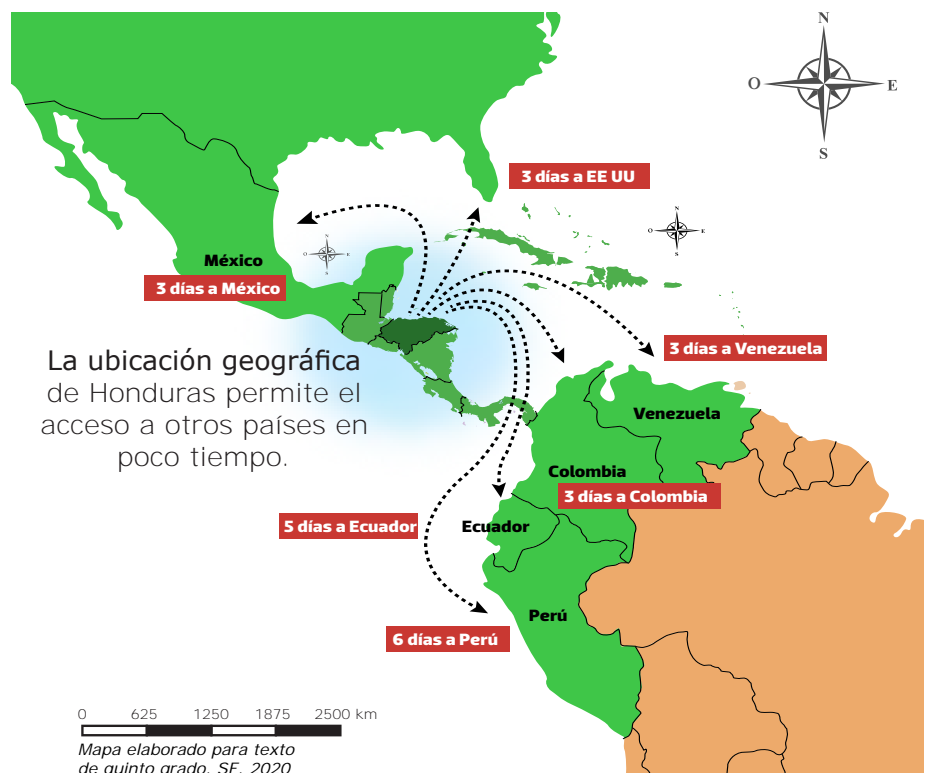 N
O
E
S
3 días a EE UU
N
O
E
S
N
O
E
S
México
3 días a México
3 días a Venezuela
La ubicación geográfica
de Honduras permite el
acceso a otros países en
poco tiempo.
Venezuela
Colombia
3 días a Colombia
5 días a Ecuador
Ecuador
Perú
6 días a Perú
0 625 1250 1875 2500 km
Mapa elaborado para texto
de quinto grado. SE, 2020